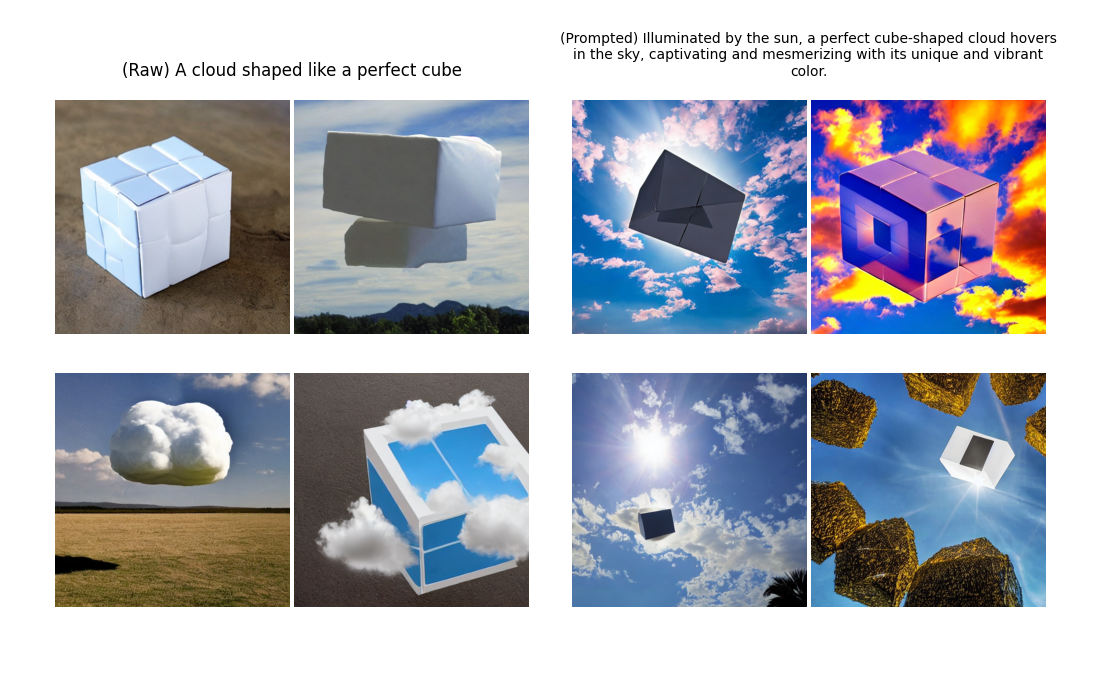 (Raw) A cloud shaped like a perfect cube
(Prompted) Illuminated by the sun, a perfect cube-shaped cloud hovers
in the sky, captivating and mesmerizing with its unique and vibrant
color.